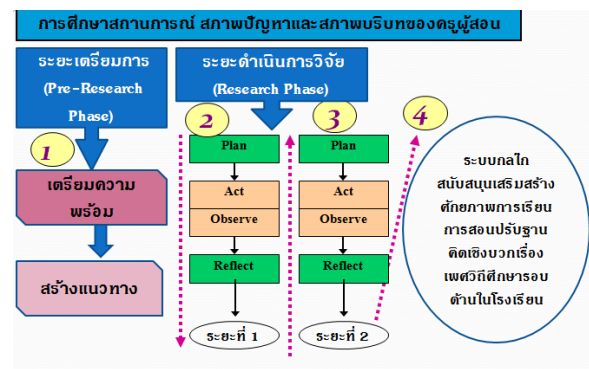 การศึกษาสถานการณ์ สภาพปัญหาและสภาพบริบทของครูผู้สอน
ระยะเตรียมการ
(Pre-Research
Phase)
1
เตรียมความ
พร้อม
สร้างแนวทาง
ระยะดำเนินการวิจัย
(Research Phase)
2
Plan
Act
Observe
Reflect
ระยะที่ 1
3
Plan
Act
Observe
Reflect
ระยะที่ 2
4
ระบบกลไก
สนับสนุนเสริมสร้าง
ศักยภาพการเรียน
การสอนปรับฐาน
คิดเชิงบวกเรื่อง
เพศวิถีศึกษารอบ
ด้านในโรงเรียน